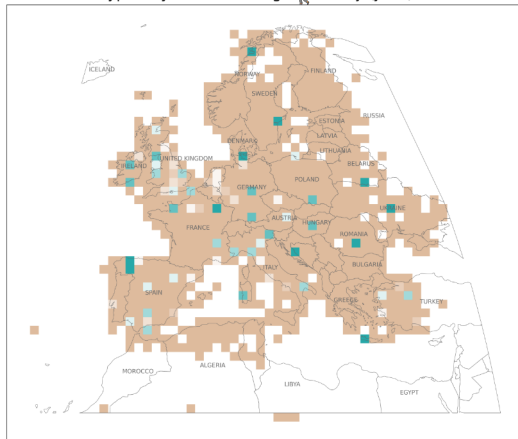 ICELAND
FINLAND
NORWAY
SWEDEN
RUSSIA
ESTONIA
LATVIA
DENMARK
LITHUANIA
UNITED KINGDOM
BELARUS
IRELAND
POLAND
GERMANY
UKRAINE
AUSTRIA
HUNGARY
FRANCE
ROMANIA
BULGARIA
ITALY
SPAIN
GREECE
TURKEY
ALGERIA
MOROCCO
LIBYA
EGYPT